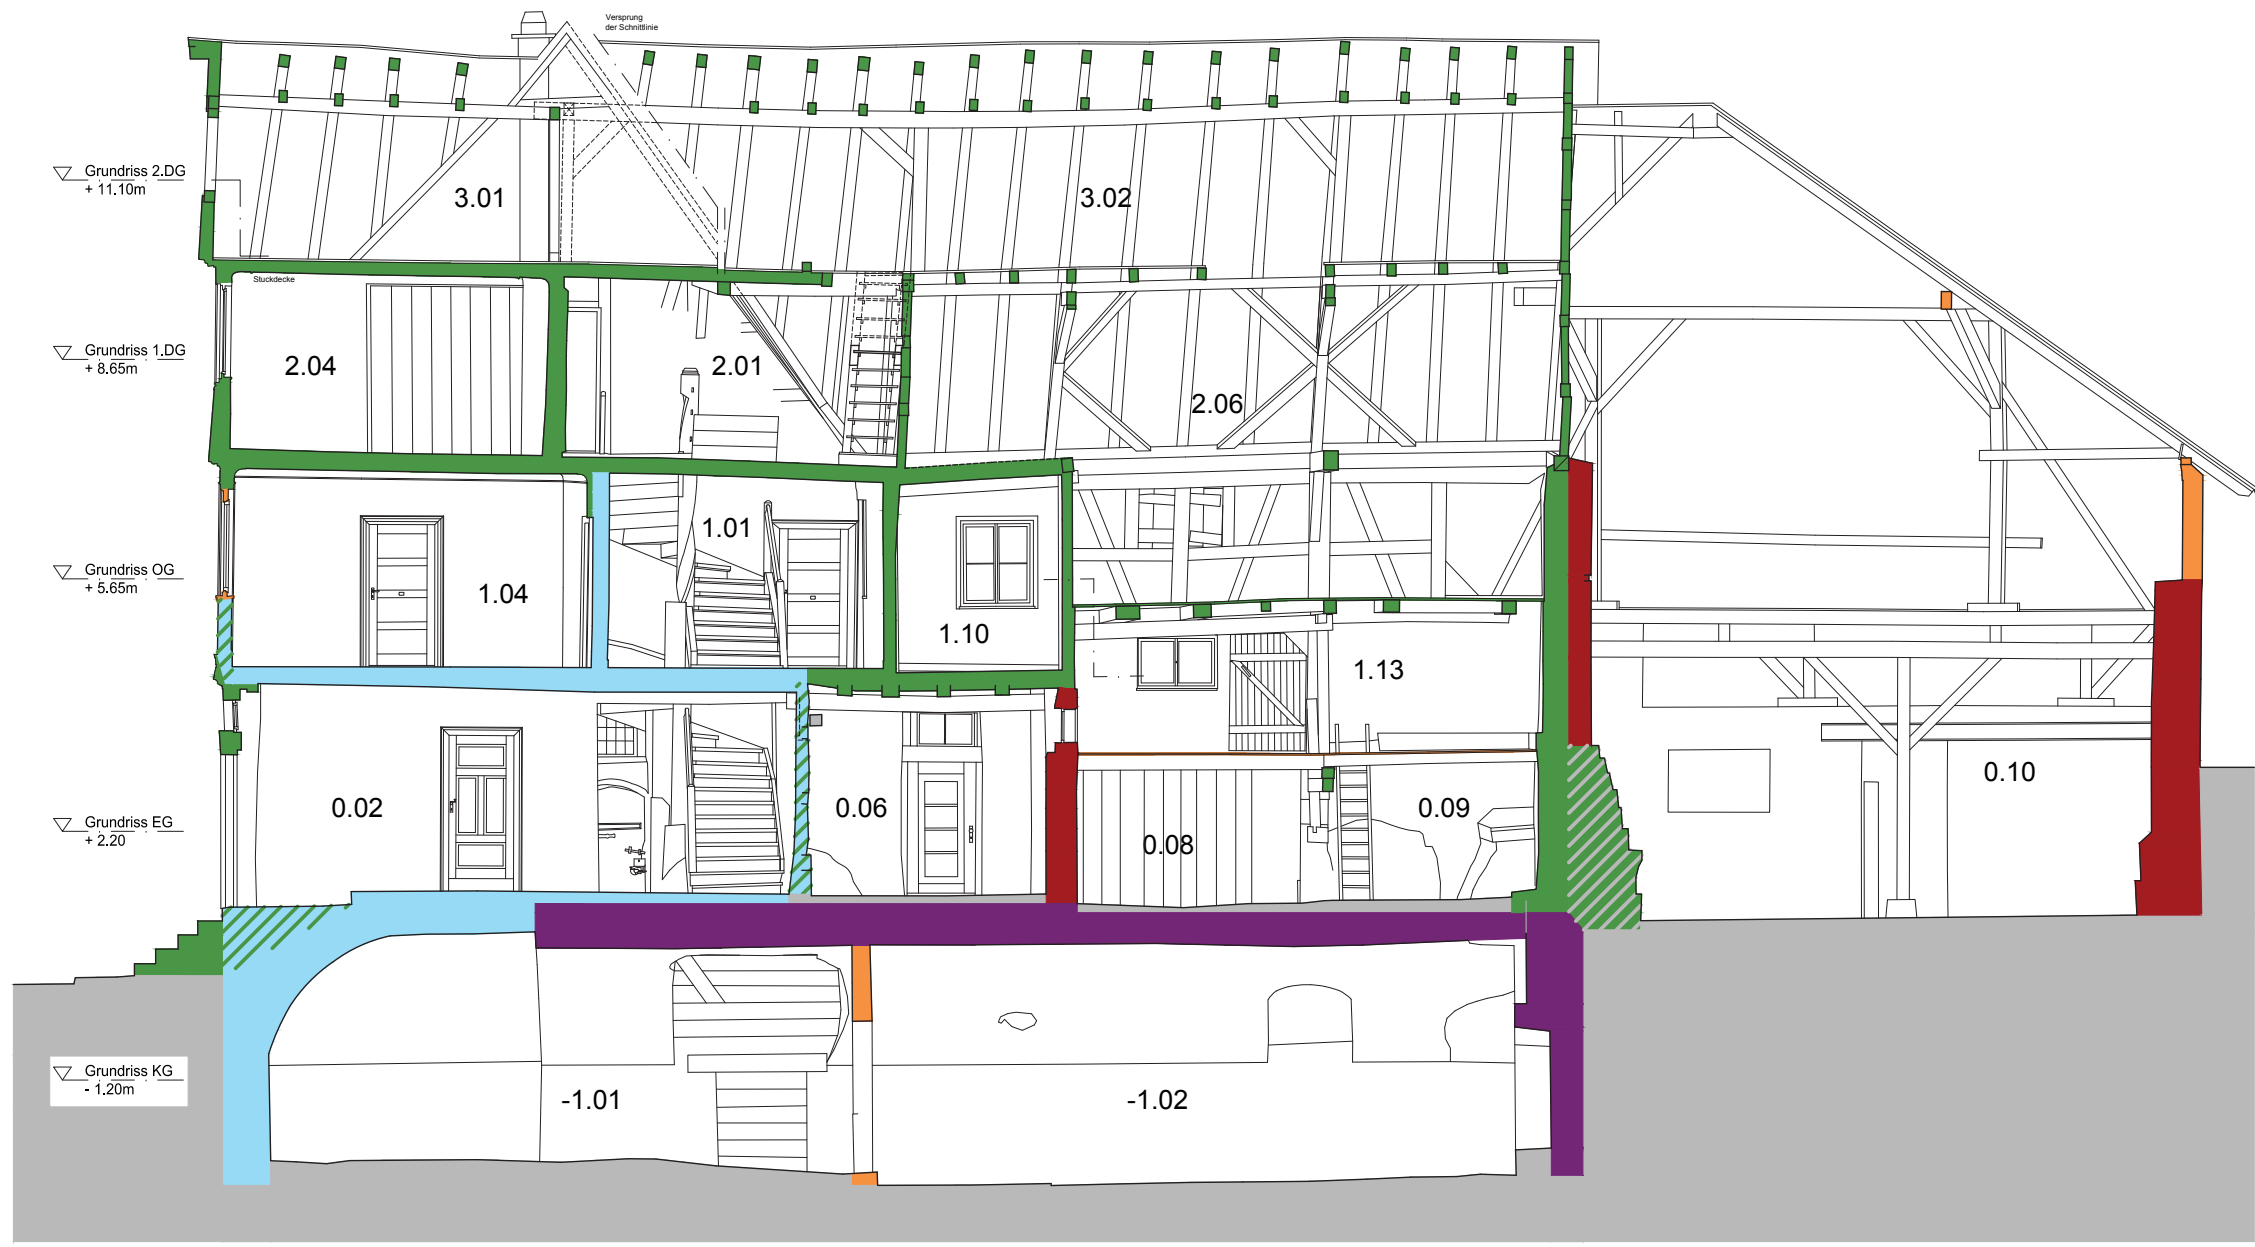 Versprung
der Schnittlinie
Grundriss 2.DG
+ 11.10m
3.01
3.02
Stuckdecke
Grundriss 1.DG
+ 8.65m
2.04
2.01
2.06
Grundriss OG
+ 5.65m
1.04
1.01
1.10
1.13
Grundriss EG
+ 2.20
0.02
0.06
0.08
0.09
0.10
Grundriss KG
- 1.20m
-1.01
-1.02